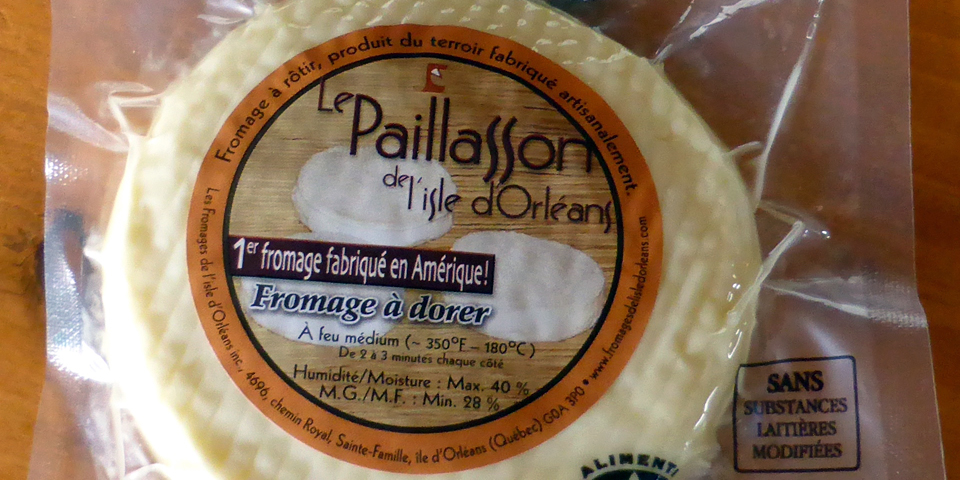 Fromage à rôtir, produit du terroir fabriqué artisanalement.
Le
Paillasson
de l'isle d'Orléans
1er fromage fabriqué en Amérique!
Fromage à dorer
À feu médium (~ 350°F - 180°C)
De 2 à 3 minutes chaque côté
Humidité/Moisture : Max. 40 %
M.G./M.F. : Min. 28 %
Les Fromages de l'isle d'Orléans inc., 4696, chemin Royal, Sainte-Famille, île d'Orléans (Québec) G0A 3P0 • www.fromagesdelisledorleans.com
SANS
SUBSTANCES
LAITIÈRES
MODIFIÉES
ALIMENT